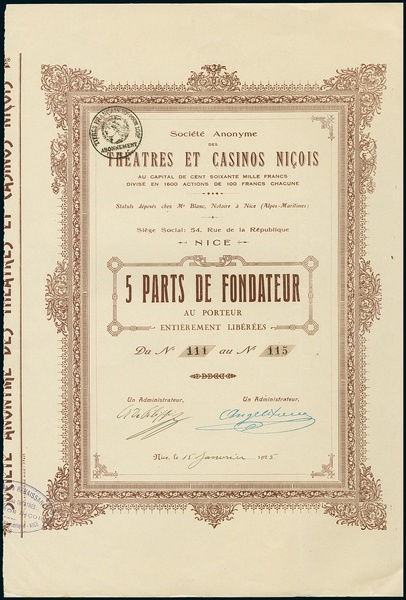 Société Anonyme
DES
THÉATRES ET CASINOS NIÇOIS
AU CAPITAL DE CENT SOIXANTE MILLE FRANCS
DIVISÉ EN 1600 ACTIONS DE 100 FRANCS CHACUNE
Statuts déposés chez Me Blanc, Notaire à Nice (Alpes-Maritimes)
Siège Social: 54, Rue de la République
NICE
5 PARTS DE FONDATEUR
AU PORTEUR
ENTIÈREMENT LIBÉRÉES
Du No 111 au No 115
Un Administrateur, Un Administrateur,
Nice, le 15 Janvier
ABONNEMENT
SOCIÉTÉ ANONYME DES THÉATRES ET CASINOS NIÇOIS